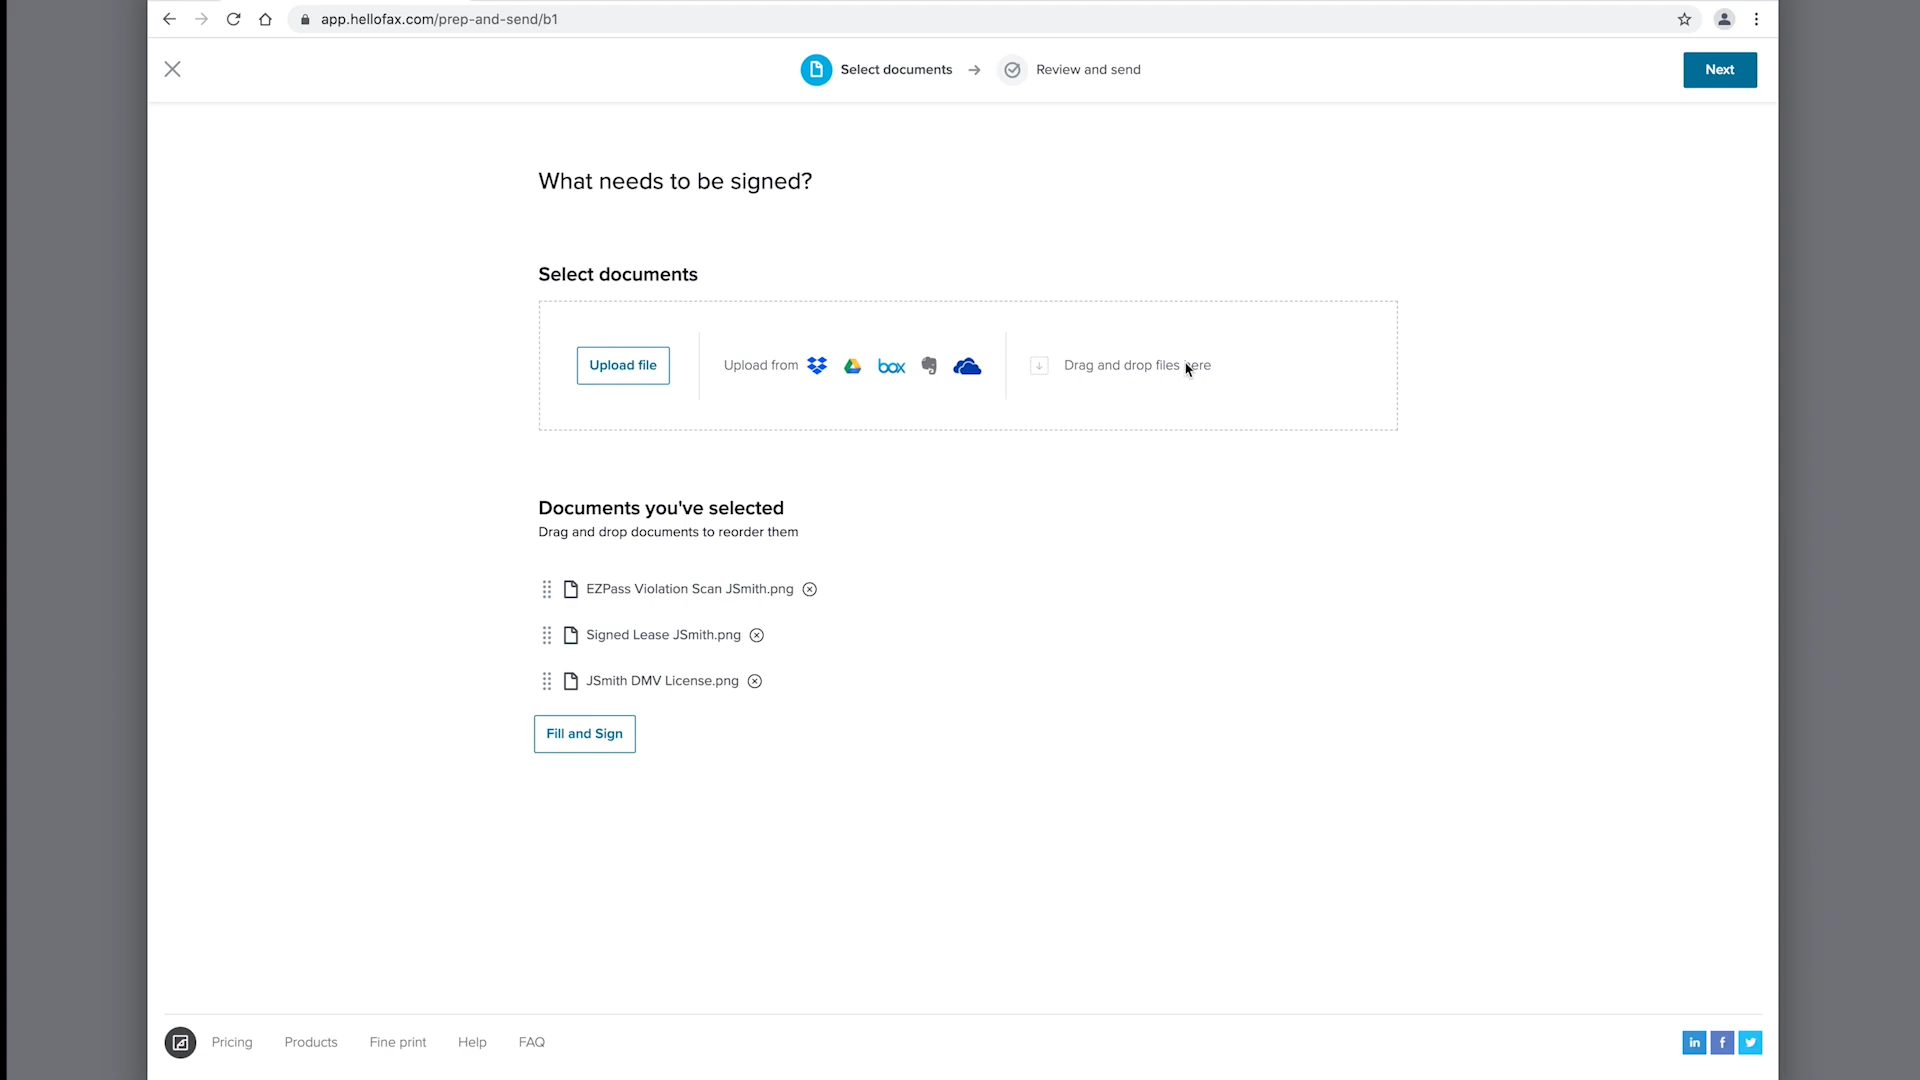 app.hellofax.com/prep-and-send/b1
Select documents
Review and send
Next
What needs to be signed?
Select documents
Upload file
Upload from
box
Drag and drop files here
Documents you've selected
Drag and drop documents to reorder them
EZPass Violation Scan JSmith.png
Signed Lease JSmith.png
JSmith DMV License.png
Fill and Sign
Pricing
Products
Fine print
Help
FAQ
in
f